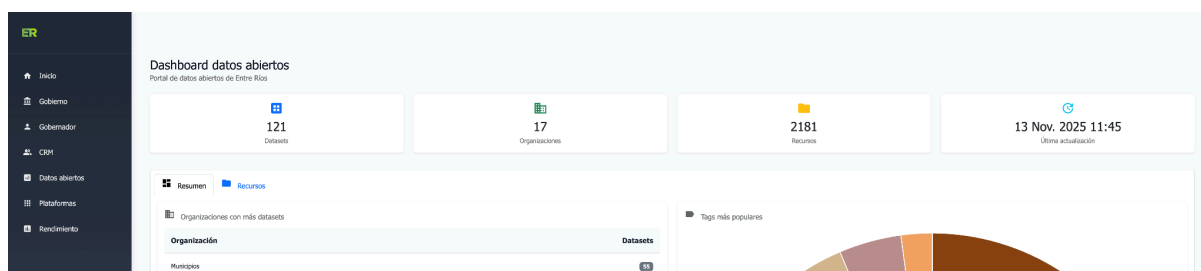 ER
Inicio
Gobierno
Gobernador
CRM
Datos abiertos
Plataformas
Rendimiento
Dashboard datos abiertos
Portal de datos abiertos de Entre Ríos
121
Datasets
17
Organizaciones
2181
Recursos
13 Nov. 2025 11:45
Última actualización
Resumen
Recursos
Organizaciones con más datasets
Organización Datasets
Municipios 55
Tags más populares